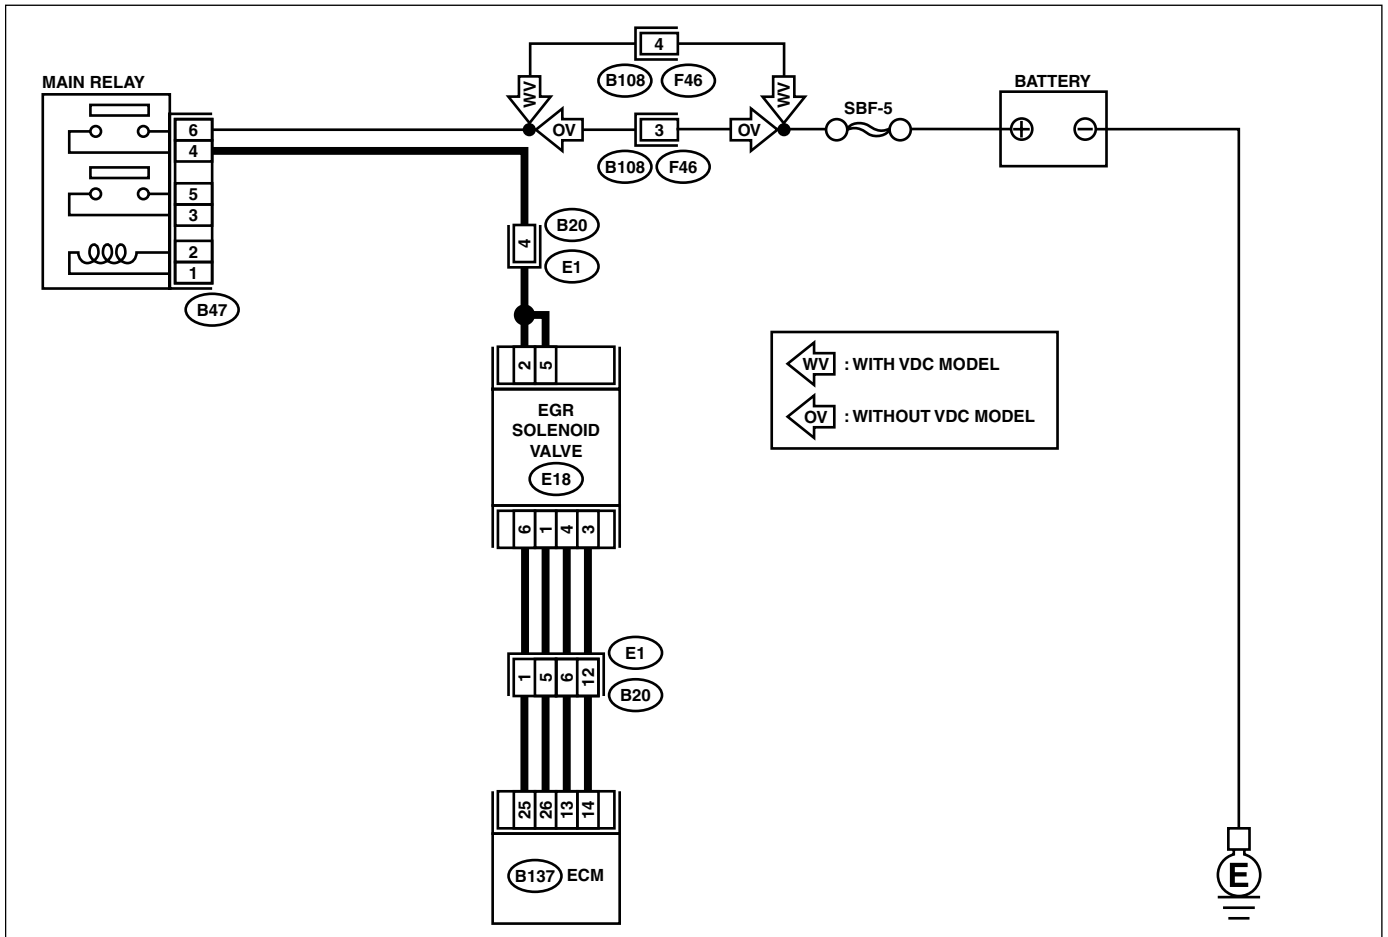 4
B108
F46
MAIN RELAY
WV
WV
BATTERY
SBF-5
6
OV
3
OV
+
−
4
B108
F46
5
3
B20
4
E1
2
1
B47
2
5
WV : WITH VDC MODEL
OV : WITHOUT VDC MODEL
EGR
SOLENOID
VALVE
E18
6 1 4 3
E1
1 5 6 12
B20
25 26 13 14
B137 ECM
E